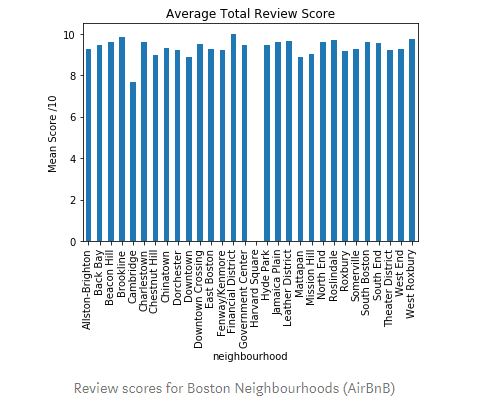 Average Total Review Score
Mean Score /10
10
8
6
4
2
0
Allston-Brighton
Back Bay
Beacon Hill
Brookline
Cambridge
Charlestown
Chestnut Hill
Chinatown
Dorchester
Downtown
Downtown Crossing
East Boston
Fenway/Kenmore
Financial District
Government Center
Harvard Square
Hyde Park
Jamaica Plain
Leather District
Mattapan
Mission Hill
North End
Roslindale
Roxbury
Somerville
South Boston
South End
Theater District
West End
West Roxbury
neighbourhood
Review scores for Boston Neighbourhoods (AirBnB)